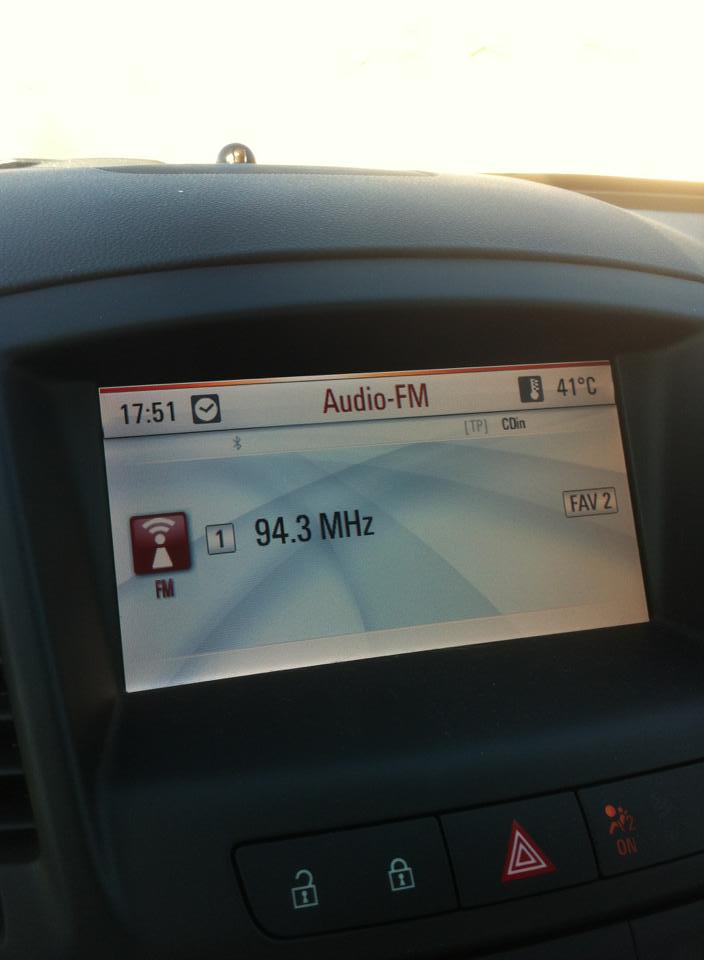 17:51 Audio-FM 41°C
[TP] CDin
1 94.3 MHz FAV 2
FM
2
ON